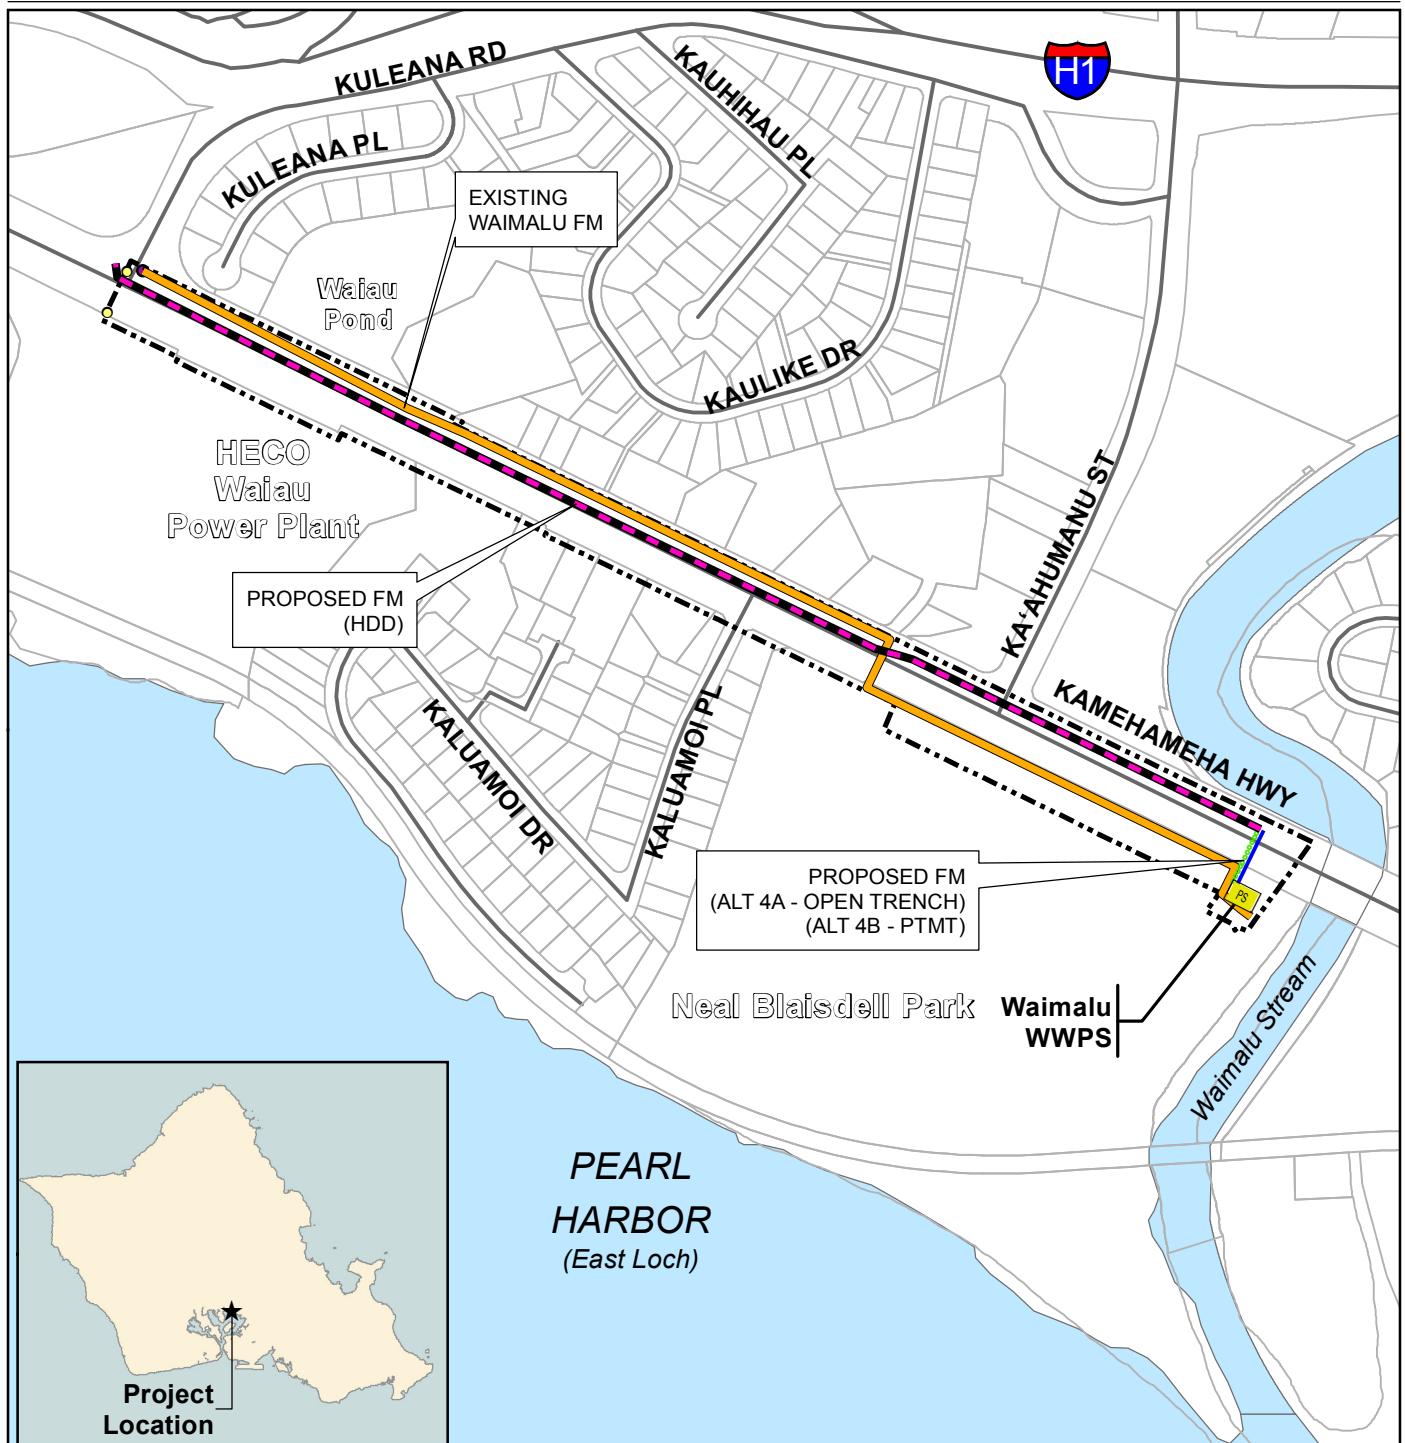 KULEANA RD
H1
KAUHIHAU PL
KULEANA PL
EXISTING
WAIMALU FM
Waiau
Pond
KAULIKE DR
HECO
Waiau
Power Plant
KA'AHUMANU ST
PROPOSED FM
(HDD)
KAMEHAMEHA HWY
KALUAMOI DR
KALUAMOI PL
PROPOSED FM
(ALT 4A - OPEN TRENCH)
(ALT 4B - PTMT)
PS
Neal Blaisdell Park
Waimalu
WWPS
Waimalu Stream
PEARL
HARBOR
(East Loch)
Project
Location